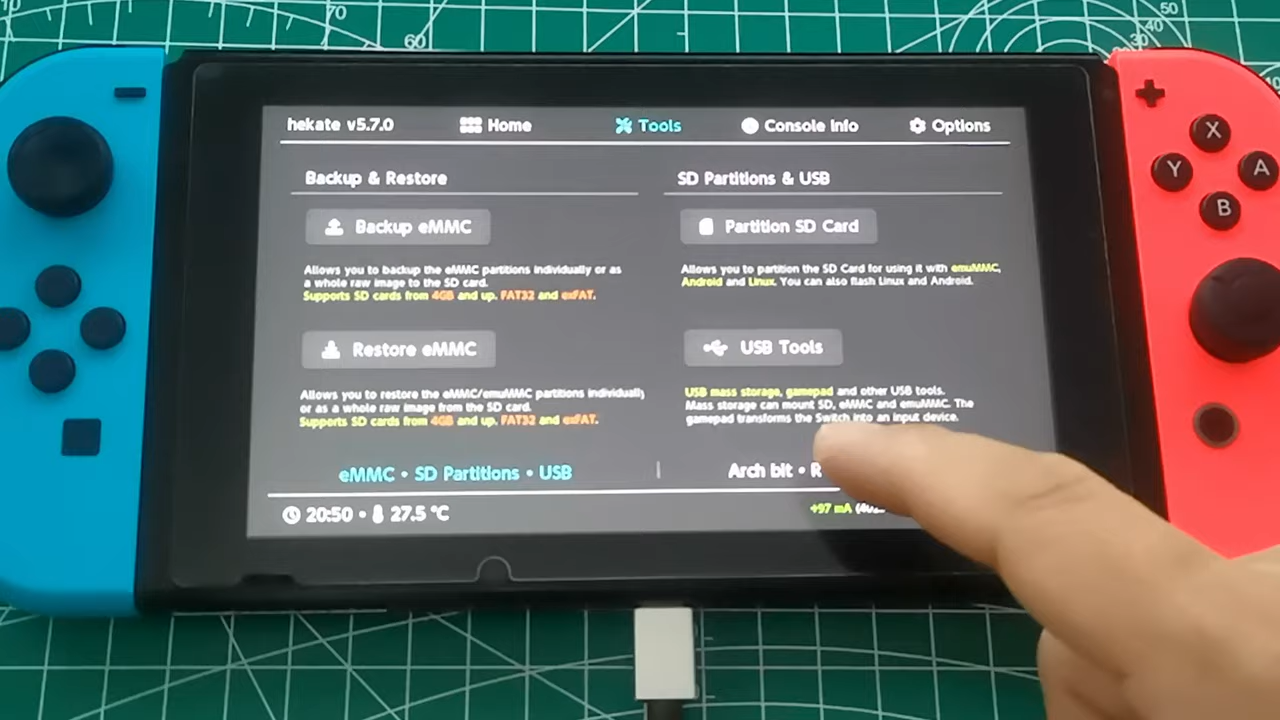 hekate v5.7.0 Home Tools Console Info Options
Backup & Restore
Backup eMMC
Allows you to backup the eMMC partitions individually or as
a whole raw image to the SD card.
Supports SD cards from 4GB and up. FAT32 and exFAT.
Restore eMMC
Allows you to restore the eMMC/emuMMC partitions individually
or as a whole raw image from the SD card.
Supports SD cards from 4GB and up. FAT32 and exFAT.
SD Partitions & USB
Partition SD Card
Allows you to partition the SD Card for using it with emuMMC,
Android and Linux. You can also flash Linux and Android.
USB Tools
USB mass storage, gamepad and other USB tools.
Mass storage can mount SD, eMMC and emuMMC. The
gamepad transforms the Switch into an input device.
eMMC • SD Partitions • USB | Arch bit • R
20:50 • 27.5 °C +97 mA
X
Y
A
B
70
60
50
40
30